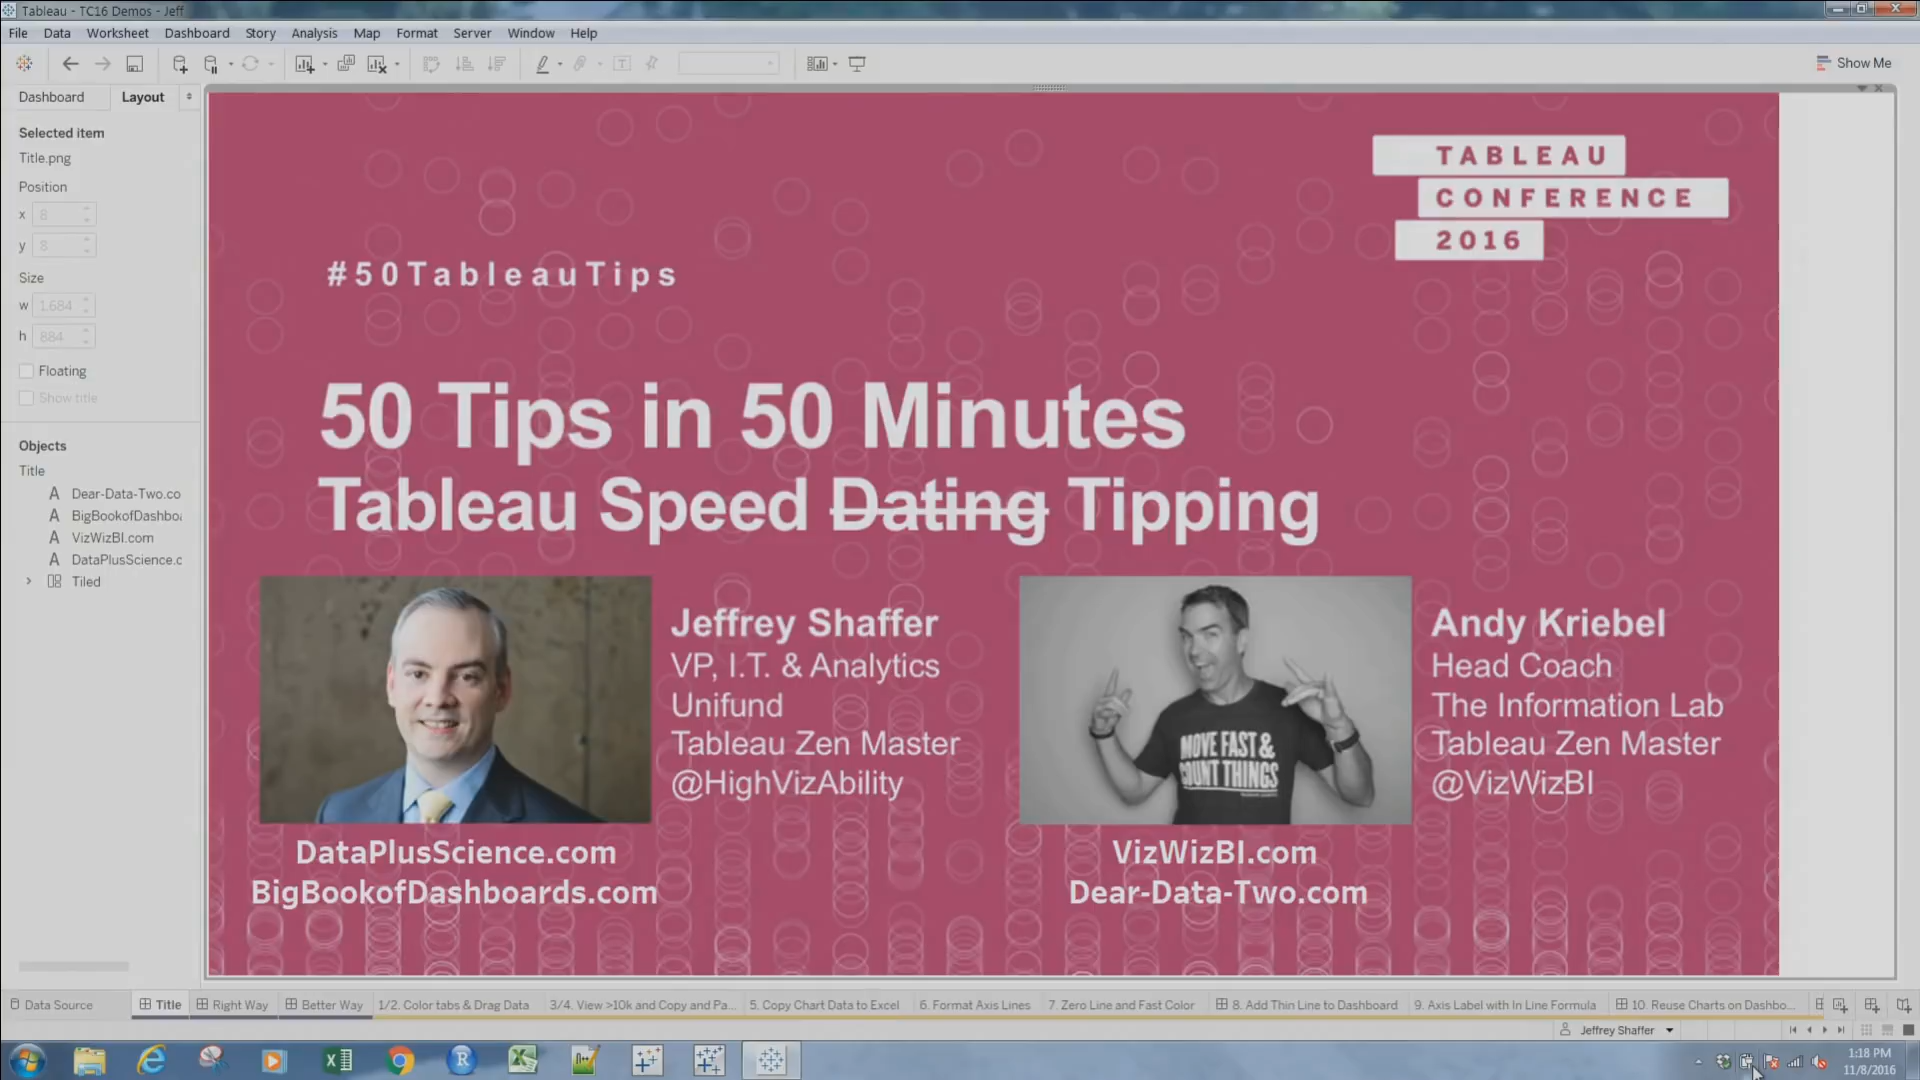 Tableau - TC16 Demos - Jeff
File Data Worksheet Dashboard Story Analysis Map Format Server Window Help
Show Me
Dashboard Layout
Selected item
Title.png
Position
x 8
y 8
Size
w 1,684
h 884
Floating
Show title
Objects
Title
A Dear-Data-Two.co
A BigBookofDashboa
A VizWizBI.com
A DataPlusScience.c
Tiled
TABLEAU
CONFERENCE
2016
#50TableauTips
50 Tips in 50 Minutes
Tableau Speed Dating Tipping
Jeffrey Shaffer
VP, I.T. & Analytics
Unifund
Tableau Zen Master
@HighVizAbility
DataPlusScience.com
BigBookofDashboards.com
MOVE FAST &
COUNT THINGS
Andy Kriebel
Head Coach
The Information Lab
Tableau Zen Master
@VizWizBI
VizWizBI.com
Dear-Data-Two.com
Data Source Title Right Way Better Way 1/2. Color tabs & Drag Data 3/4. View >10k and Copy and Pa... 5. Copy Chart Data to Excel 6. Format Axis Lines 7. Zero Line and Fast Color 8. Add Thin Line to Dashboard 9. Axis Label with In Line Formula 10. Reuse Charts on Dashbo...
Jeffrey Shaffer
1:18 PM
11/8/2016